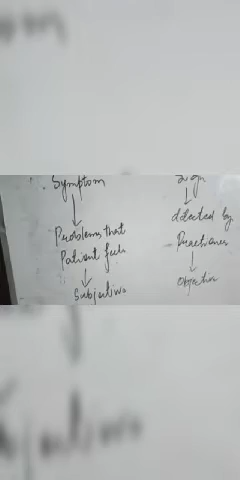 Symptom
Sign
Problems that
Patient feels
Subjective
detected by
Practioner
Objective